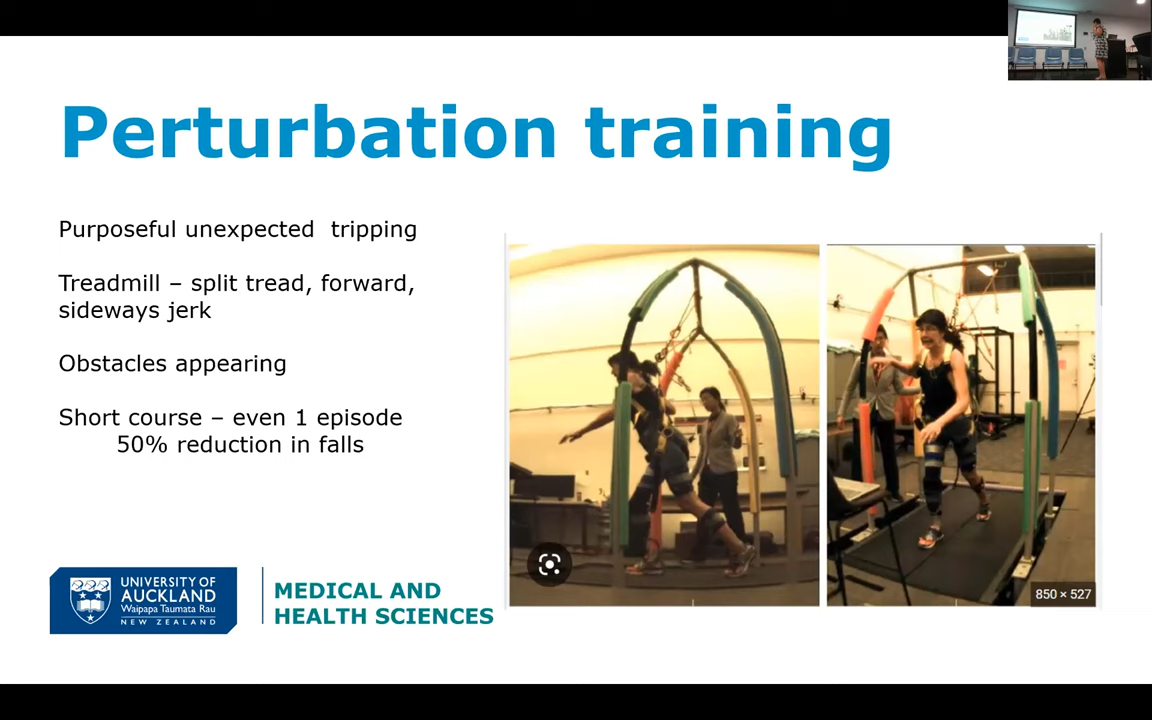 Perturbation training
Purposeful unexpected  tripping
Treadmill – split tread, forward,
sideways jerk
Obstacles appearing
Short course – even 1 episode
50% reduction in falls
UNIVERSITY OF
AUCKLAND
Waipapa Taumata Rau
NEW ZEALAND
MEDICAL AND
HEALTH SCIENCES
850 × 527